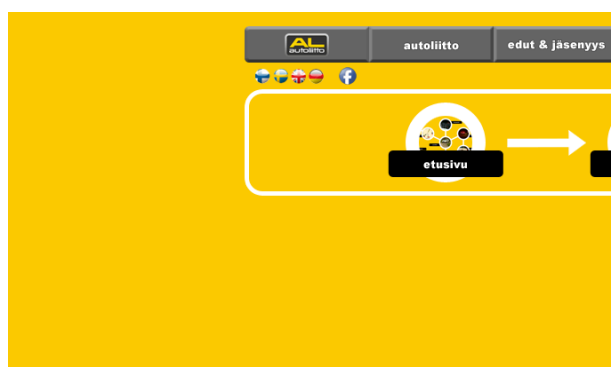 AL
autoliitto
autoliitto
edut & jäsenyys
f
etusivu